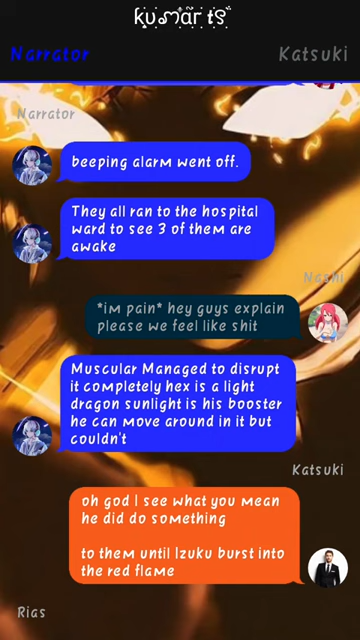 kumar ts
Narrator
Katsuki
Narrator
beeping alarm went off.
They all ran to the hospital
ward to see 3 of them are
awake
Nashi
*im pain* hey guys explain
please we feel like shit
Muscular Managed to disrupt
it completely hex is a light
dragon sunlight is his booster
he can move around in it but
couldn't
Katsuki
oh god I see what you mean
he did do something
to them until Izuku burst into
the red flame
Rias